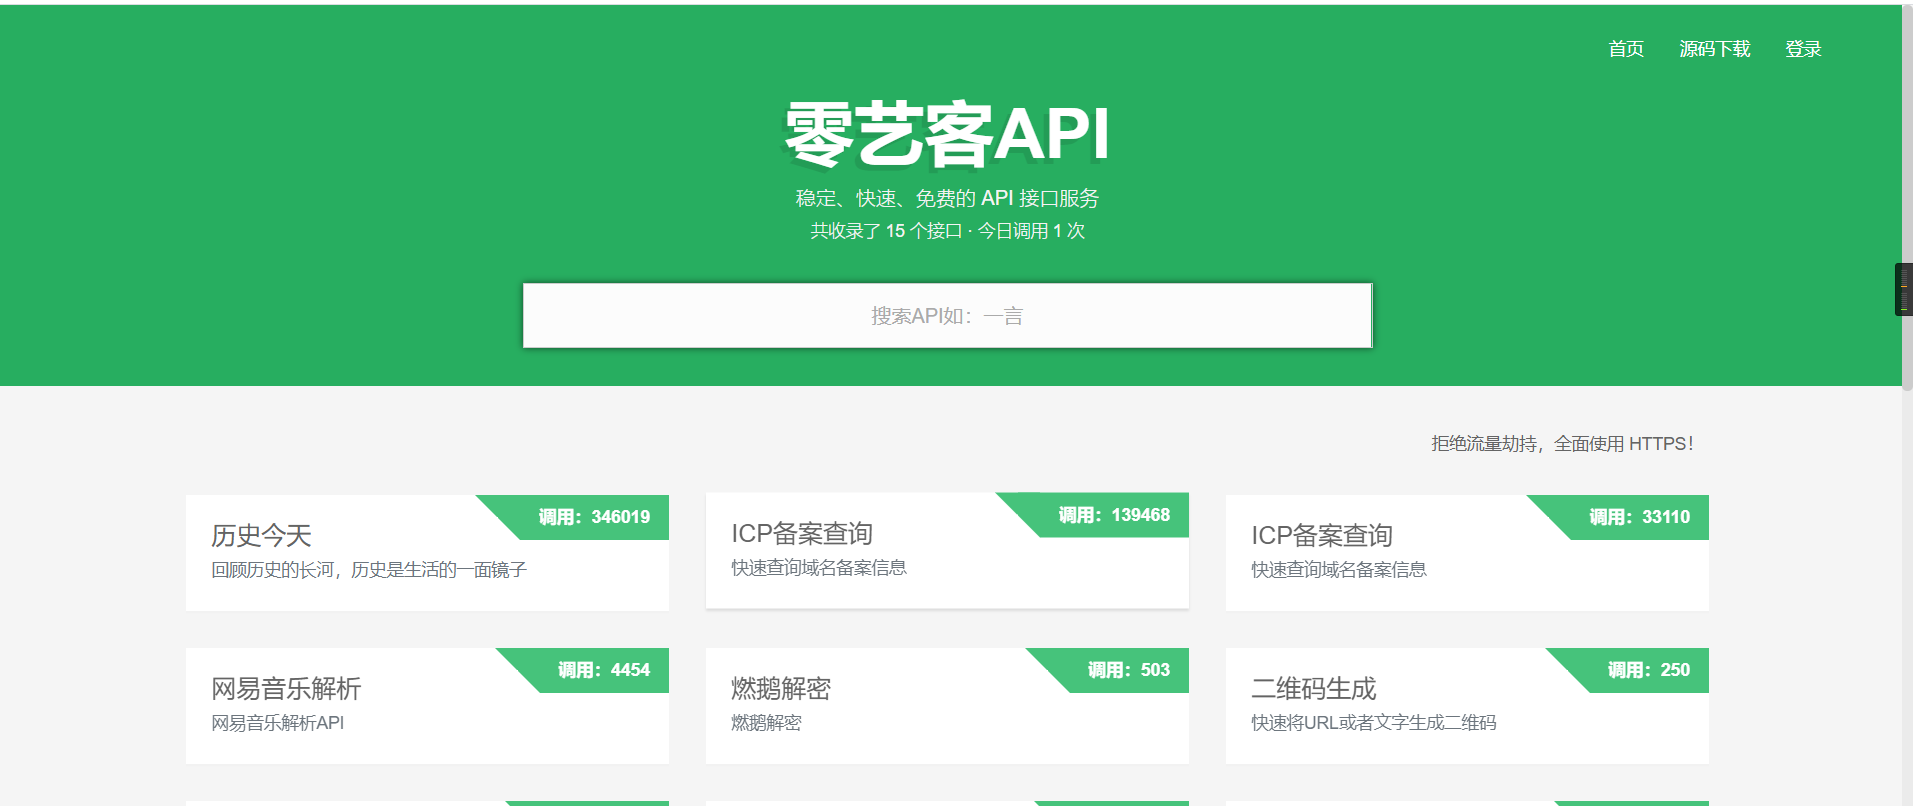 首页 源码下载 登录
零艺客API
稳定、快速、免费的 API 接口服务
共收录了 15 个接口 · 今日调用 1 次
搜索API如：一言
拒绝流量劫持，全面使用 HTTPS！
调用：346019
历史今天
回顾历史的长河，历史是生活的一面镜子
调用：139468
ICP备案查询
快速查询域名备案信息
调用：33110
ICP备案查询
快速查询域名备案信息
调用：4454
网易音乐解析
网易音乐解析API
调用：503
燃鹅解密
燃鹅解密
调用：250
二维码生成
快速将URL或者文字生成二维码